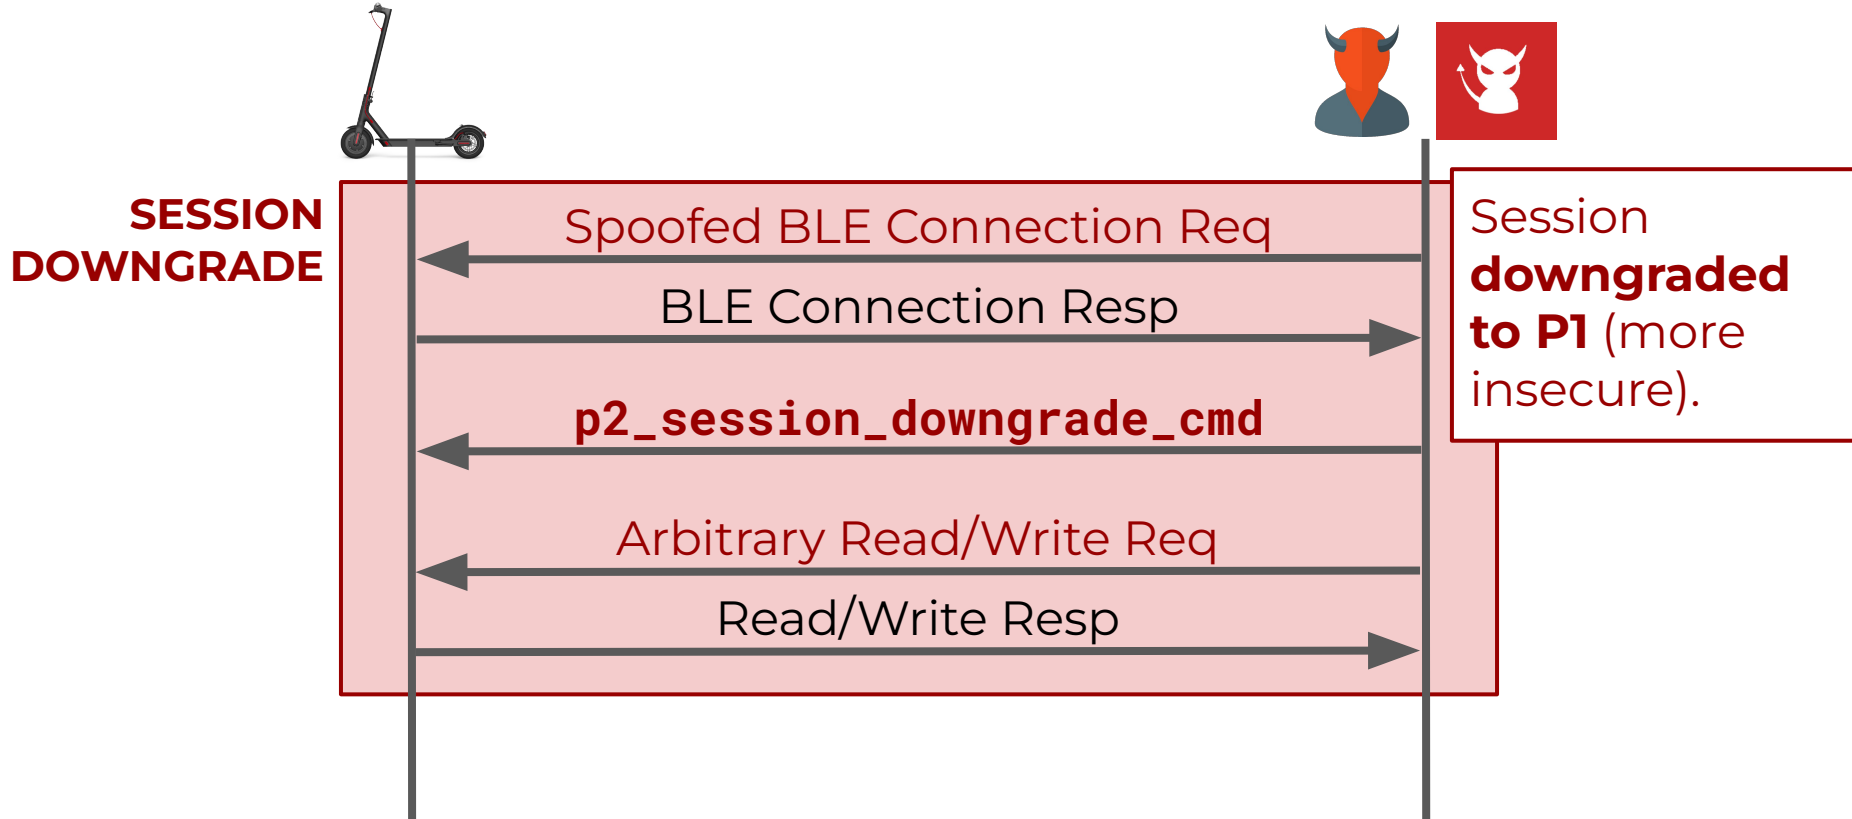 SESSION
DOWNGRADE
Spoofed BLE Connection Req
BLE Connection Resp
p2_session_downgrade_cmd
Arbitrary Read/Write Req
Read/Write Resp
Session
downgraded
to P1 (more
insecure).